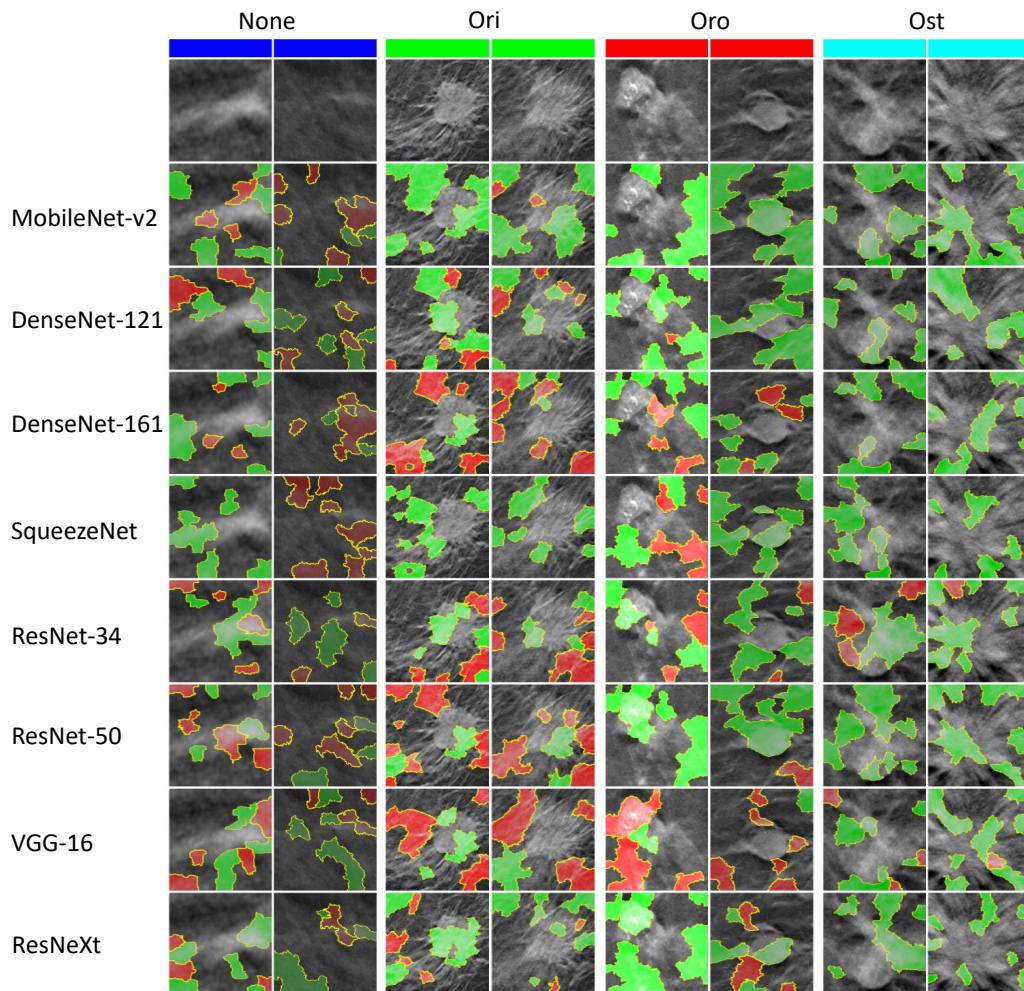 None Ori Oro Ost
MobileNet-v2
DenseNet-121
DenseNet-161
SqueezeNet
ResNet-34
ResNet-50
VGG-16
ResNeXt